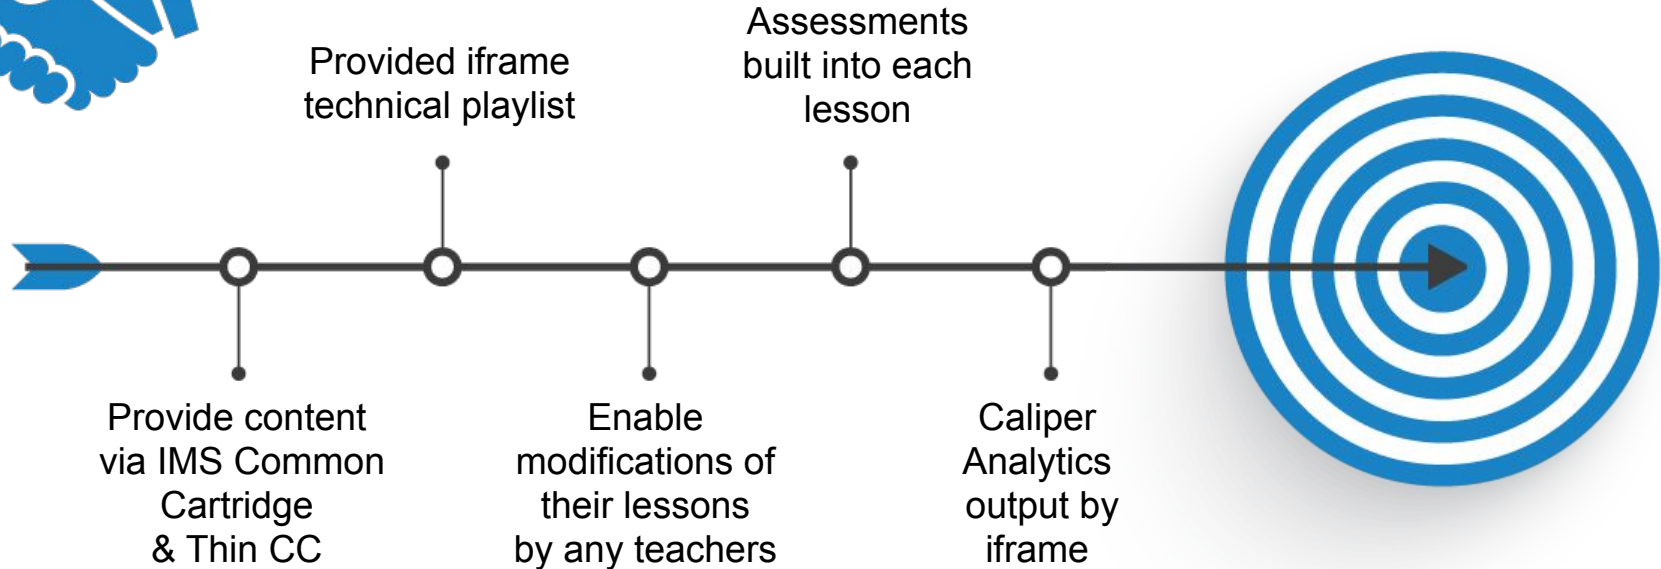 Provide content
via IMS Common
Cartridge
& Thin CC
Provided iframe
technical playlist
Enable
modifications of
their lessons
by any teachers
Assessments
built into each
lesson
Caliper
Analytics
output by
iframe